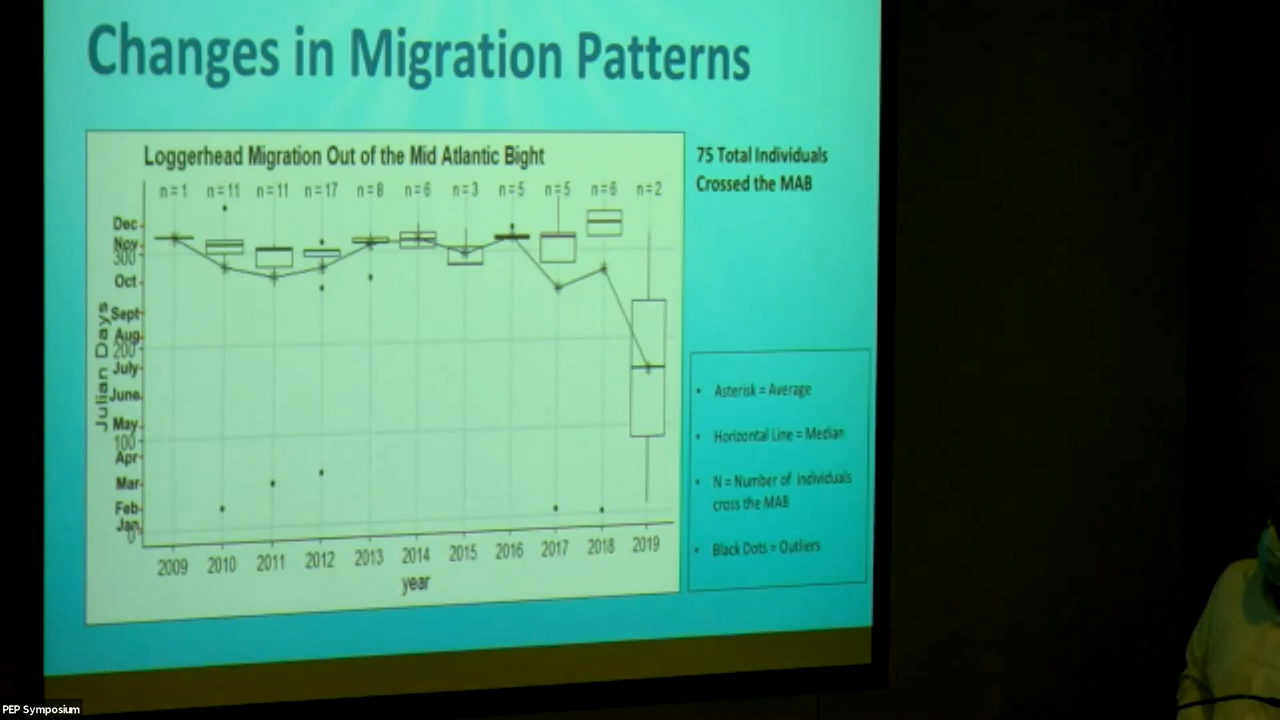 Changes in Migration Patterns
Loggerhead Migration Out of the Mid Atlantic Bight
n=1 n=11 n=11 n=17 n=8 n=6 n=3 n=5 n=5 n=6 n=2
Dec
Nov
300
Oct
Sept
Aug
200
July
June
May
100
Apr
Mar
Feb
Jan
0
Julian Days
2009 2010 2011 2012 2013 2014 2015 2016 2017 2018 2019
year
75 Total Individuals
Crossed the MAB
• Asterisk = Average
• Horizontal Line = Median
• N = Number of individuals
cross the MAB
• Black Dots = Outliers
PEP Symposium